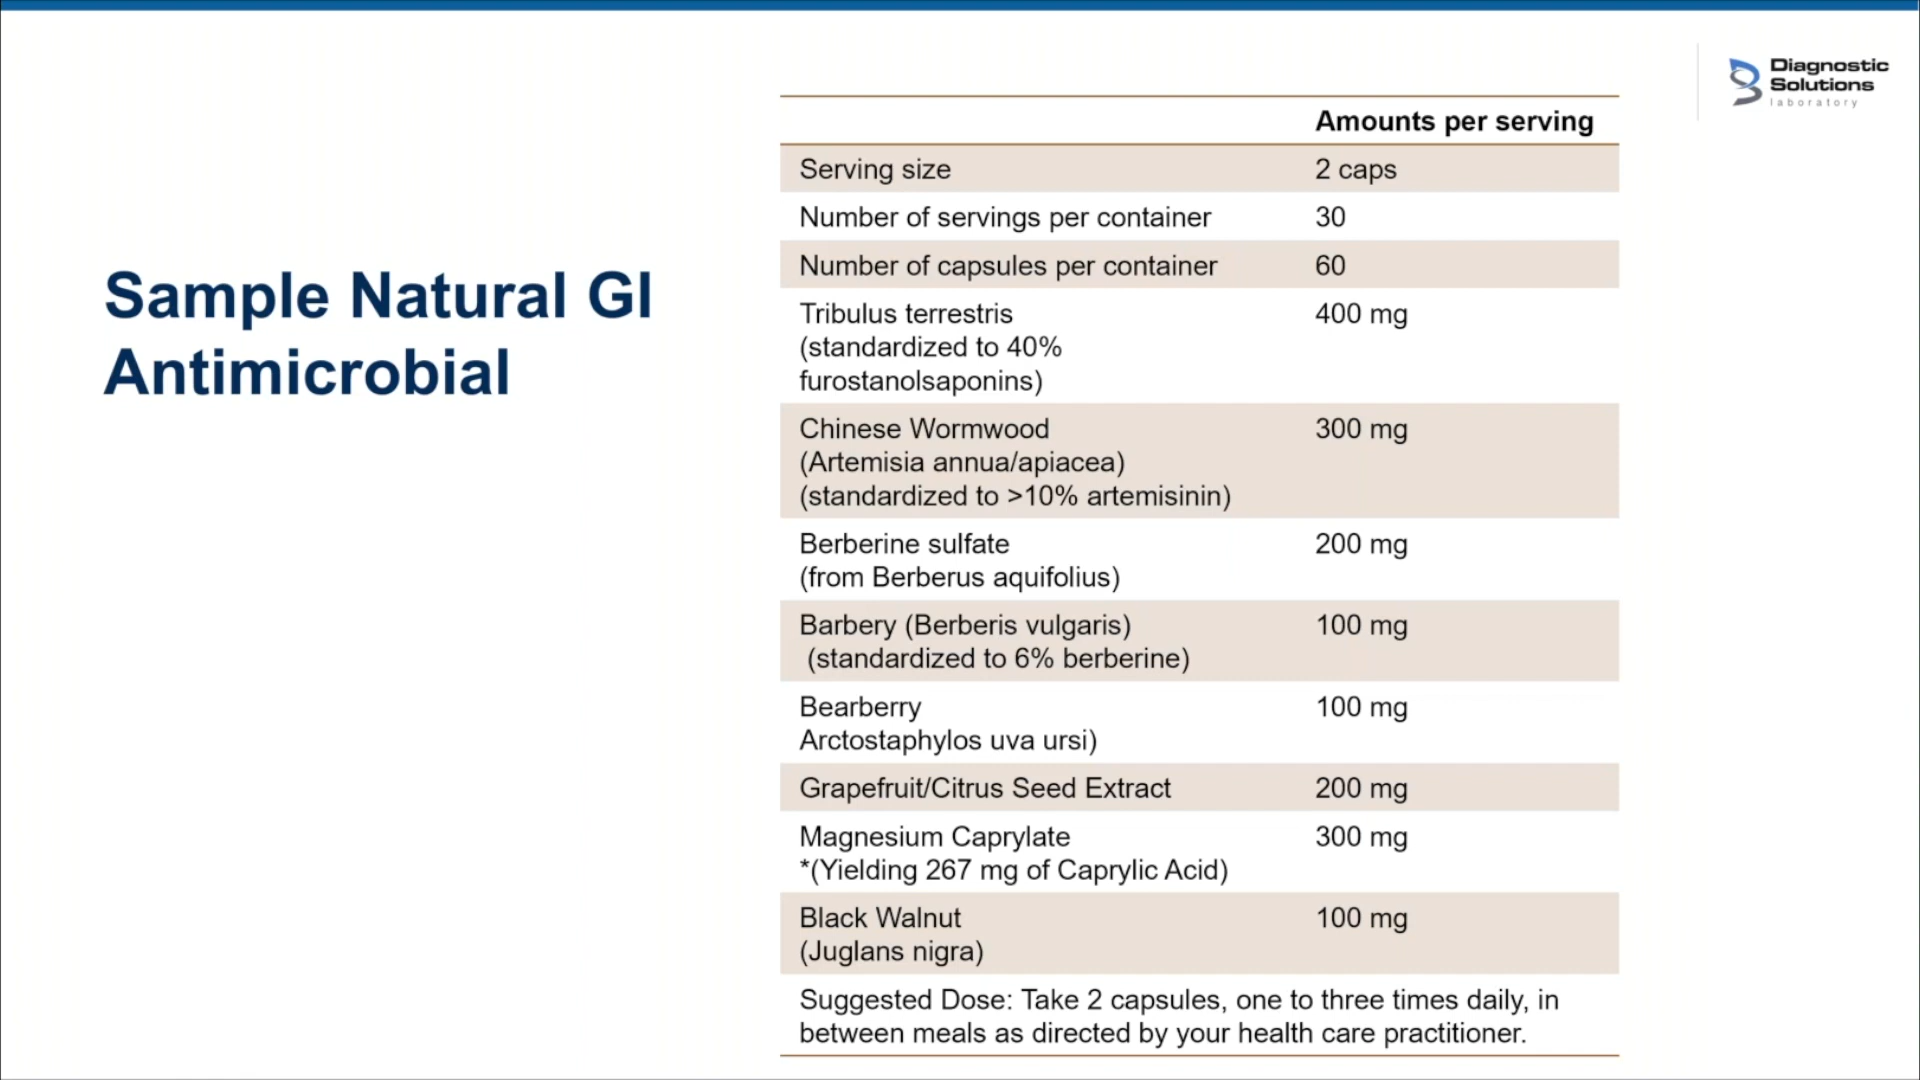 Diagnostic
Solutions
laboratory
Sample Natural GI
Antimicrobial
Amounts per serving
Serving size 2 caps
Number of servings per container 30
Number of capsules per container 60
Tribulus terrestris 400 mg
(standardized to 40%
furostanolsaponins)
Chinese Wormwood 300 mg
(Artemisia annua/apiacea)
(standardized to >10% artemisinin)
Berberine sulfate 200 mg
(from Berberus aquifolius)
Barbery (Berberis vulgaris) 100 mg
(standardized to 6% berberine)
Bearberry 100 mg
Arctostaphylos uva ursi)
Grapefruit/Citrus Seed Extract 200 mg
Magnesium Caprylate 300 mg
*(Yielding 267 mg of Caprylic Acid)
Black Walnut 100 mg
(Juglans nigra)
Suggested Dose: Take 2 capsules, one to three times daily, in
between meals as directed by your health care practitioner.